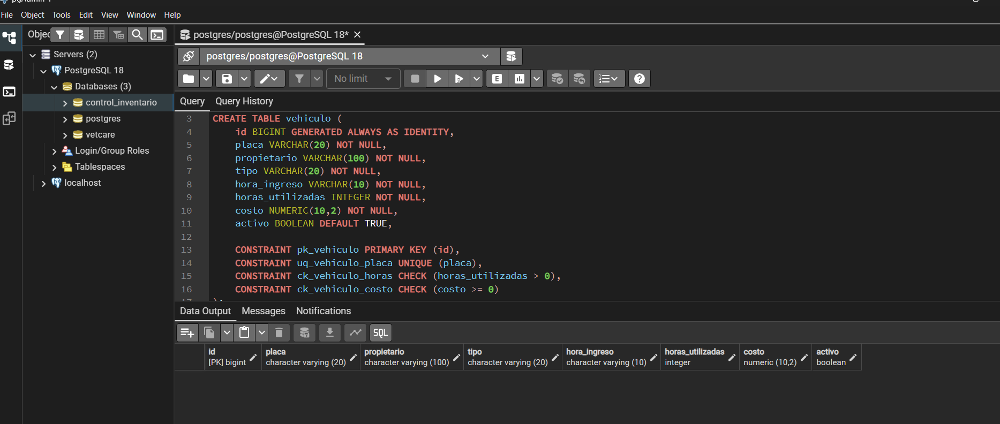 pgAdmin 4
File Object Tools Edit View Window Help
Objec
postgres/postgres@PostgreSQL 18*
Servers (2)
PostgreSQL 18
Databases (3)
control_inventario
postgres
vetcare
Login/Group Roles
Tablespaces
localhost
postgres/postgres@PostgreSQL 18
No limit
E
Query Query History
3 CREATE TABLE vehiculo (
4 id BIGINT GENERATED ALWAYS AS IDENTITY,
5 placa VARCHAR(20) NOT NULL,
6 propietario VARCHAR(100) NOT NULL,
7 tipo VARCHAR(20) NOT NULL,
8 hora_ingreso VARCHAR(10) NOT NULL,
9 horas_utilizadas INTEGER NOT NULL,
10 costo NUMERIC(10,2) NOT NULL,
11 activo BOOLEAN DEFAULT TRUE,
12
13 CONSTRAINT pk_vehiculo PRIMARY KEY (id),
14 CONSTRAINT uq_vehiculo_placa UNIQUE (placa),
15 CONSTRAINT ck_vehiculo_horas CHECK (horas_utilizadas > 0),
16 CONSTRAINT ck_vehiculo_costo CHECK (costo >= 0)
17 );
Data Output Messages Notifications
SQL
id placa propietario tipo hora_ingreso horas_utilizadas costo activo
[PK] bigint character varying (20) character varying (100) character varying (20) character varying (10) integer numeric (10,2) boolean